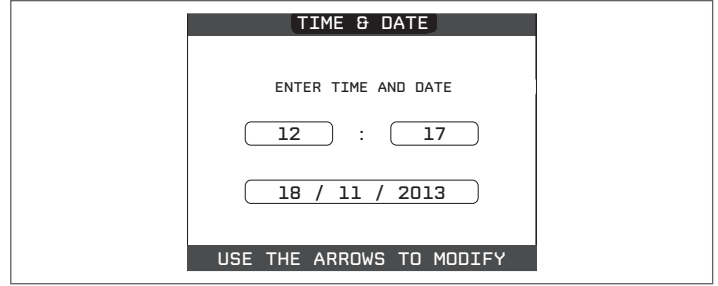 TIME & DATE
ENTER TIME AND DATE
12 : 17
18 / 11 / 2013
USE THE ARROWS TO MODIFY